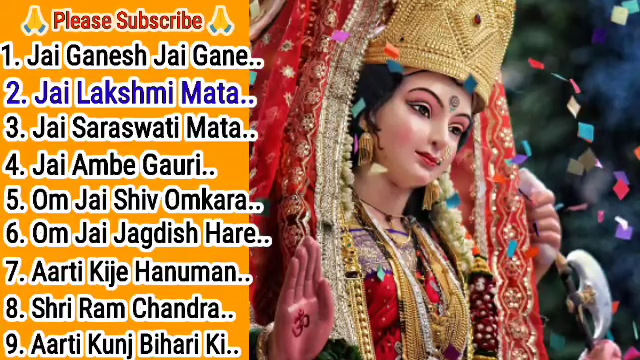 🙏 Please Subscribe 🙏
1. Jai Ganesh Jai Gane..
2. Jai Lakshmi Mata..
3. Jai Saraswati Mata..
4. Jai Ambe Gauri..
5. Om Jai Shiv Omkara..
6. Om Jai Jagdish Hare..
7. Aarti Kije Hanuman..
8. Shri Ram Chandra..
9. Aarti Kunj Bihari Ki..
ॐ